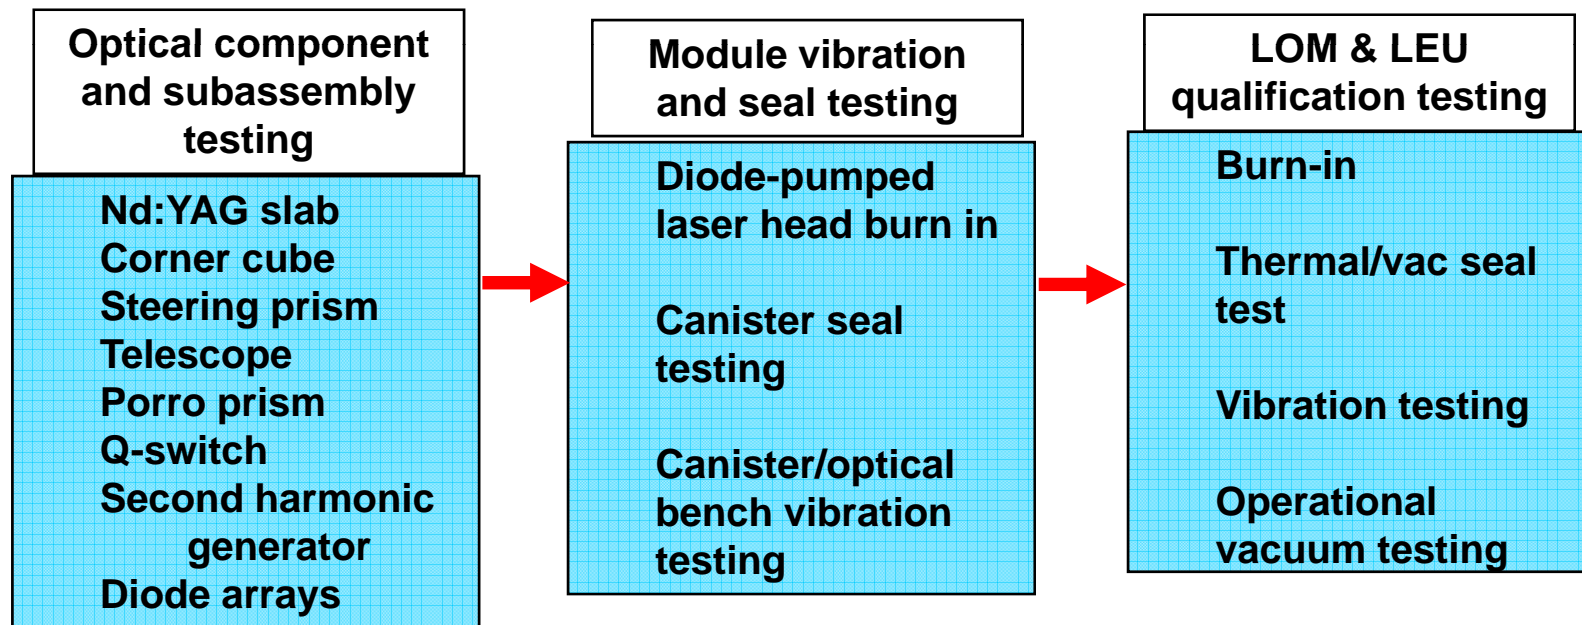 Optical component
and subassembly
testing
Nd:YAG slab
Corner cube
Steering prism
Telescope
Porro prism
Q-switch
Second harmonic
generator
Diode arrays
Module vibration
and seal testing
Diode-pumped
laser head burn in
Canister seal
testing
Canister/optical
bench vibration
testing
LOM & LEU
qualification testing
Burn-in
Thermal/vac seal
test
Vibration testing
Operational
vacuum testing